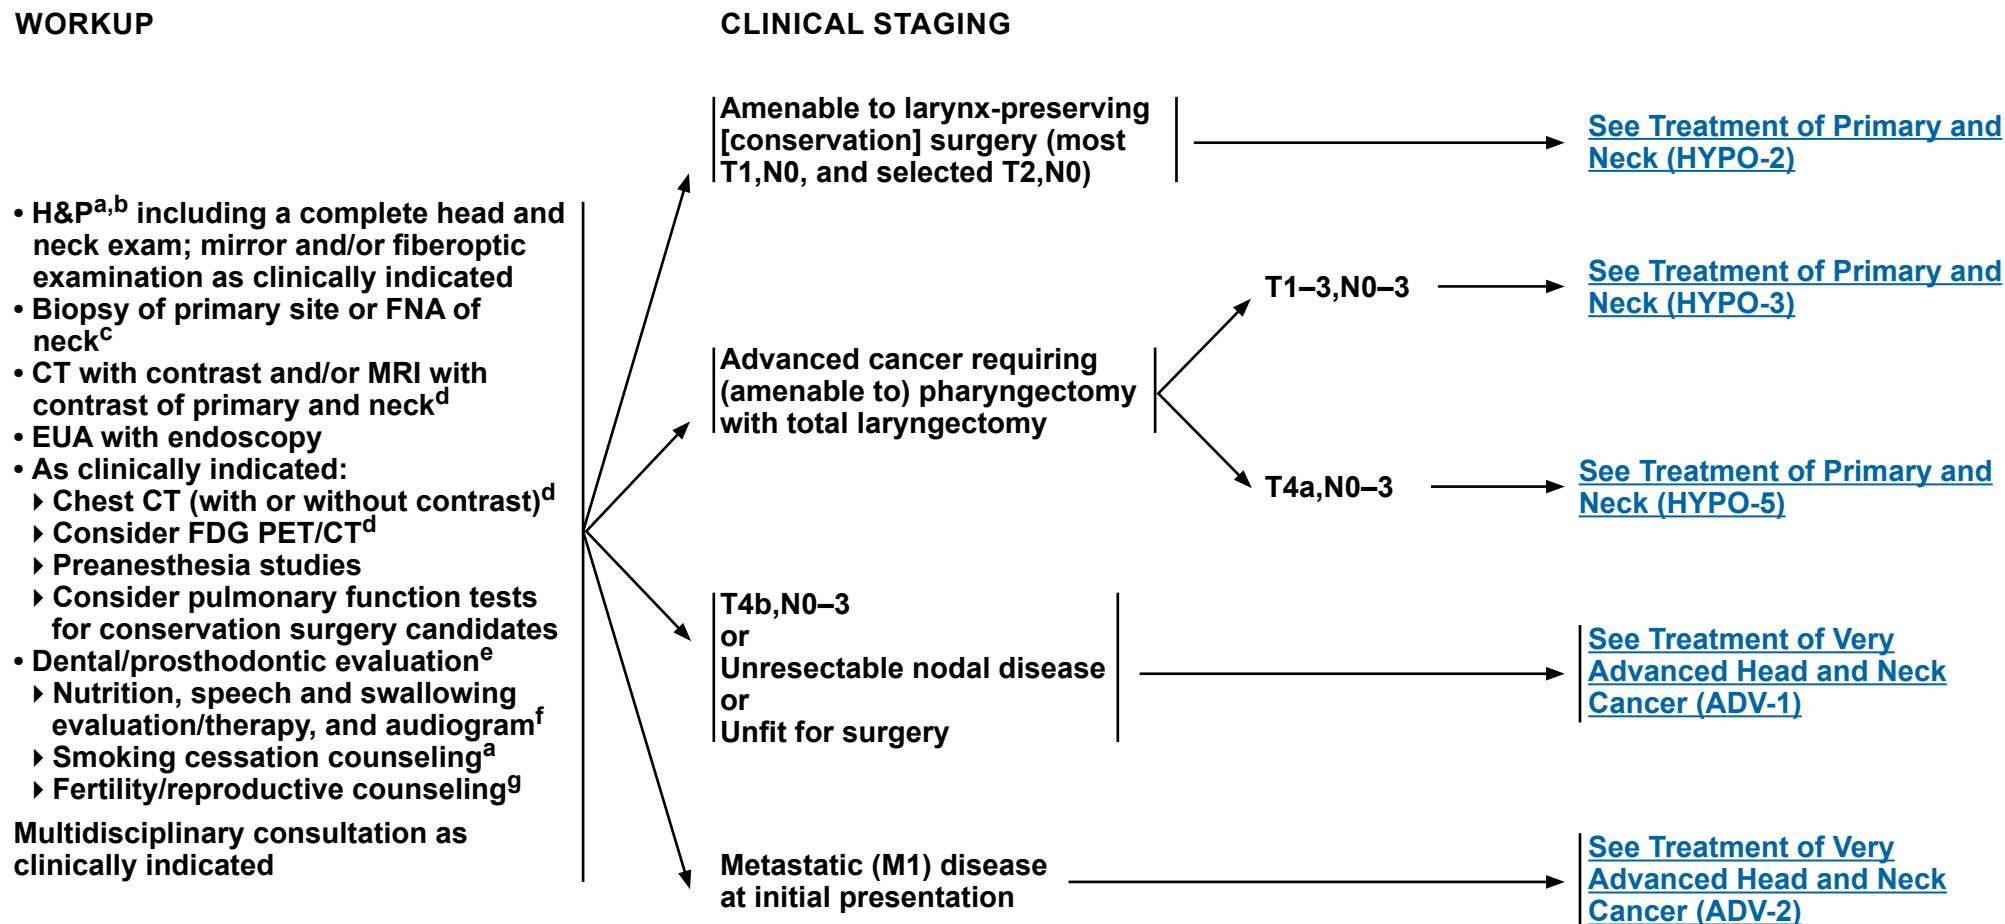 WORKUP
CLINICAL STAGING
• H&Pa,b including a complete head and
neck exam; mirror and/or fiberoptic
examination as clinically indicated
• Biopsy of primary site or FNA of
neckc
• CT with contrast and/or MRI with
contrast of primary and neckd
• EUA with endoscopy
• As clinically indicated:
▸ Chest CT (with or without contrast)d
▸ Consider FDG PET/CTd
▸ Preanesthesia studies
▸ Consider pulmonary function tests
for conservation surgery candidates
• Dental/prosthodontic evaluatione
▸ Nutrition, speech and swallowing
evaluation/therapy, and audiogramf
▸ Smoking cessation counselinga
▸ Fertility/reproductive counselingg
Multidisciplinary consultation as
clinically indicated
Amenable to larynx-preserving
[conservation] surgery (most
T1,N0, and selected T2,N0)
See Treatment of Primary and
Neck (HYPO-2)
Advanced cancer requiring
(amenable to) pharyngectomy
with total laryngectomy
T1–3,N0–3
See Treatment of Primary and
Neck (HYPO-3)
T4a,N0–3
See Treatment of Primary and
Neck (HYPO-5)
T4b,N0–3
or
Unresectable nodal disease
or
Unfit for surgery
See Treatment of Very
Advanced Head and Neck
Cancer (ADV-1)
Metastatic (M1) disease
at initial presentation
See Treatment of Very
Advanced Head and Neck
Cancer (ADV-2)